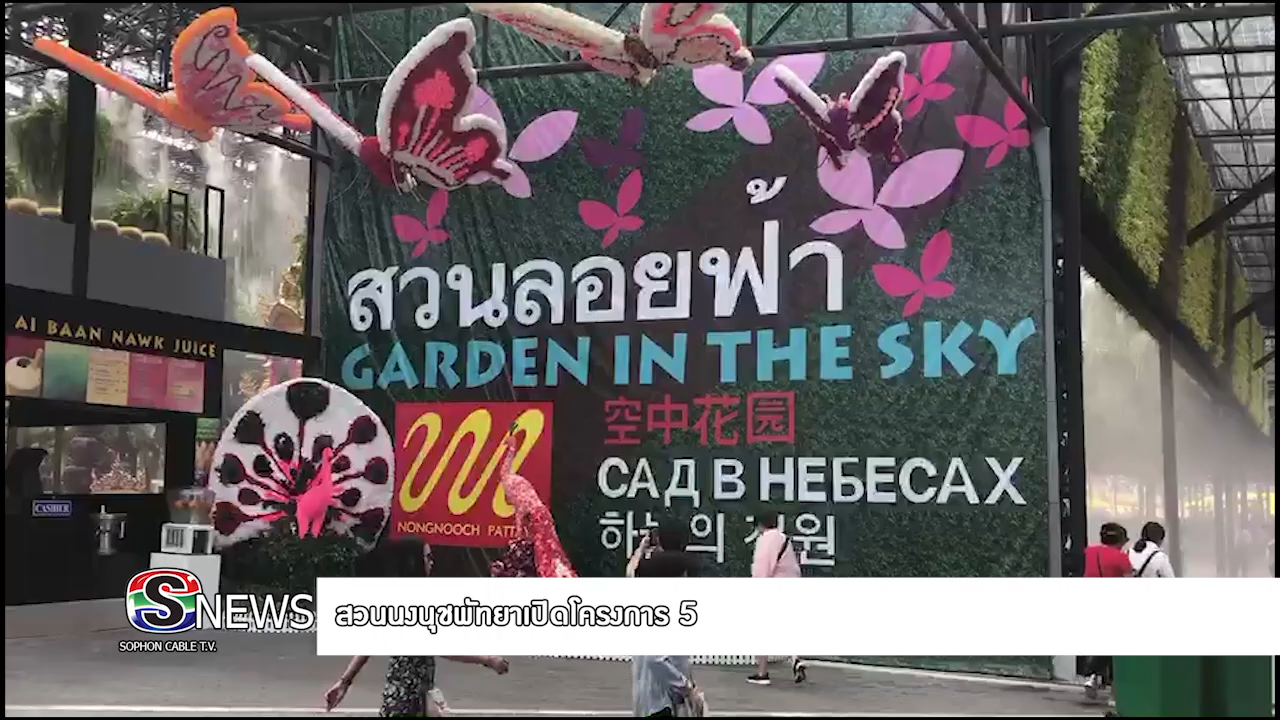 สวนลอยฟ้า
GARDEN IN THE SKY
空中花园
САД В НЕБЕСАХ
AI BAAN NAWK JUICE
NONGNOOCH
CASHIER
S NEWS
SOPHON CABLE T.V.
สวนนงนุชพัทยาเปิดโครงการ 5